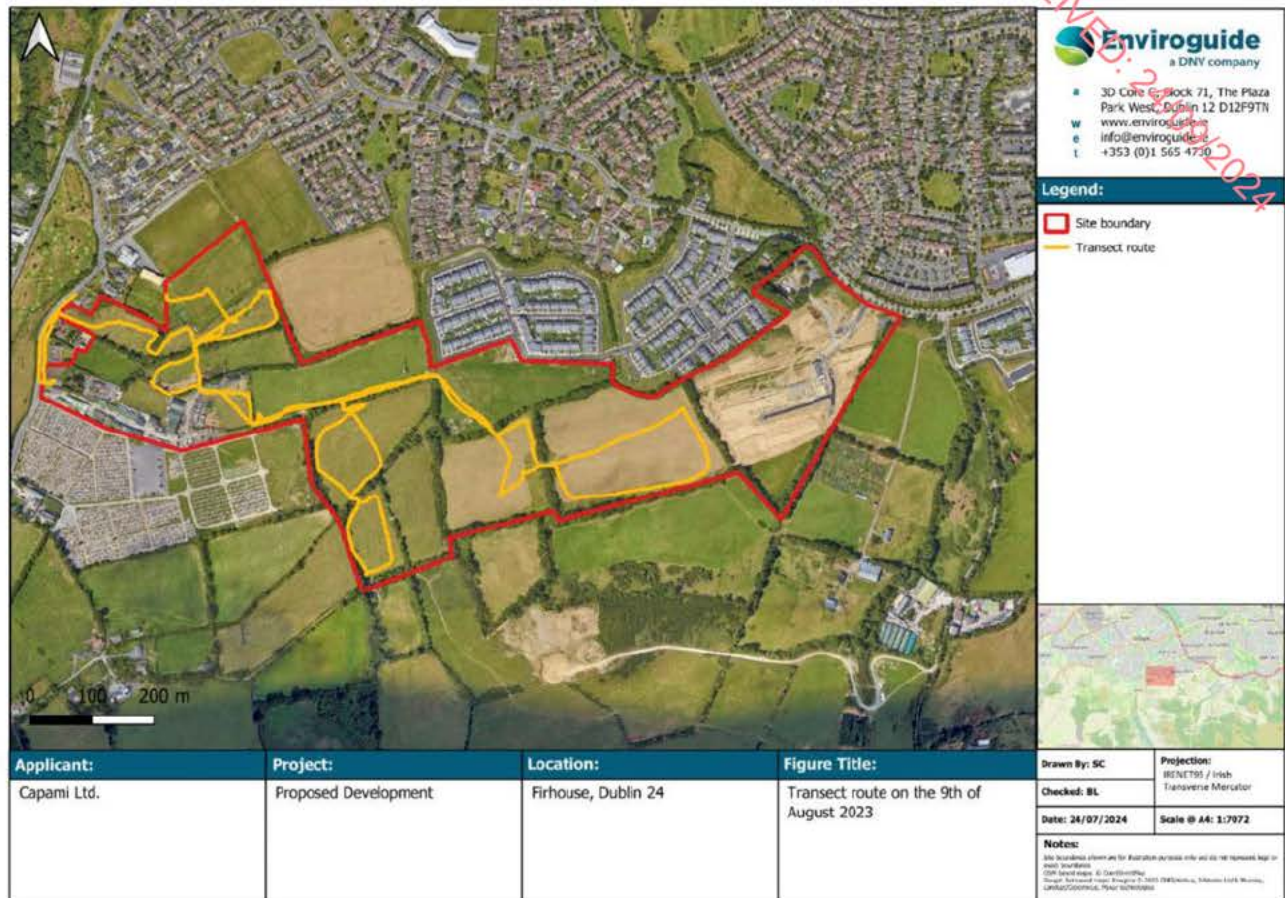 Enviroguide
a DNV company
a 3D Core Block 71, The Plaza
Park West, Dublin 12 D12F9TN
w www.enviroguide.ie
e info@enviroguide
t +353 (0)1 565 4730
24/09/2024
Legend:
Site boundary
Transect route
0 100 200 m
Applicant:
Capami Ltd.
Project:
Proposed Development
Location:
Firhouse, Dublin 24
Figure Title:
Transect route on the 9th of
August 2023
Drawn By: SC
Checked: BL
Date: 24/07/2024
Projection:
IRENET95 / Irish
Transverse Mercator
Scale @ A4: 1:7072
Notes: